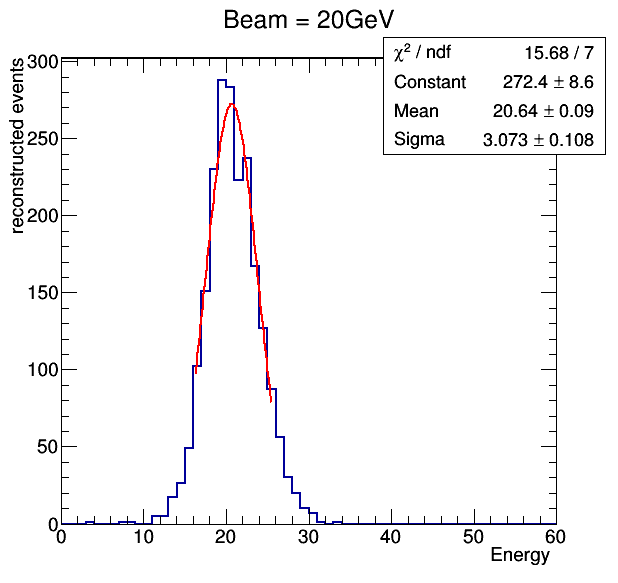 Beam = 20GeV
χ² / ndf 15.68 / 7
Constant 272.4 ± 8.6
Mean 20.64 ± 0.09
Sigma 3.073 ± 0.108
reconstructed events
300
250
200
150
100
50
0
0 10 20 30 40 50 60
Energy